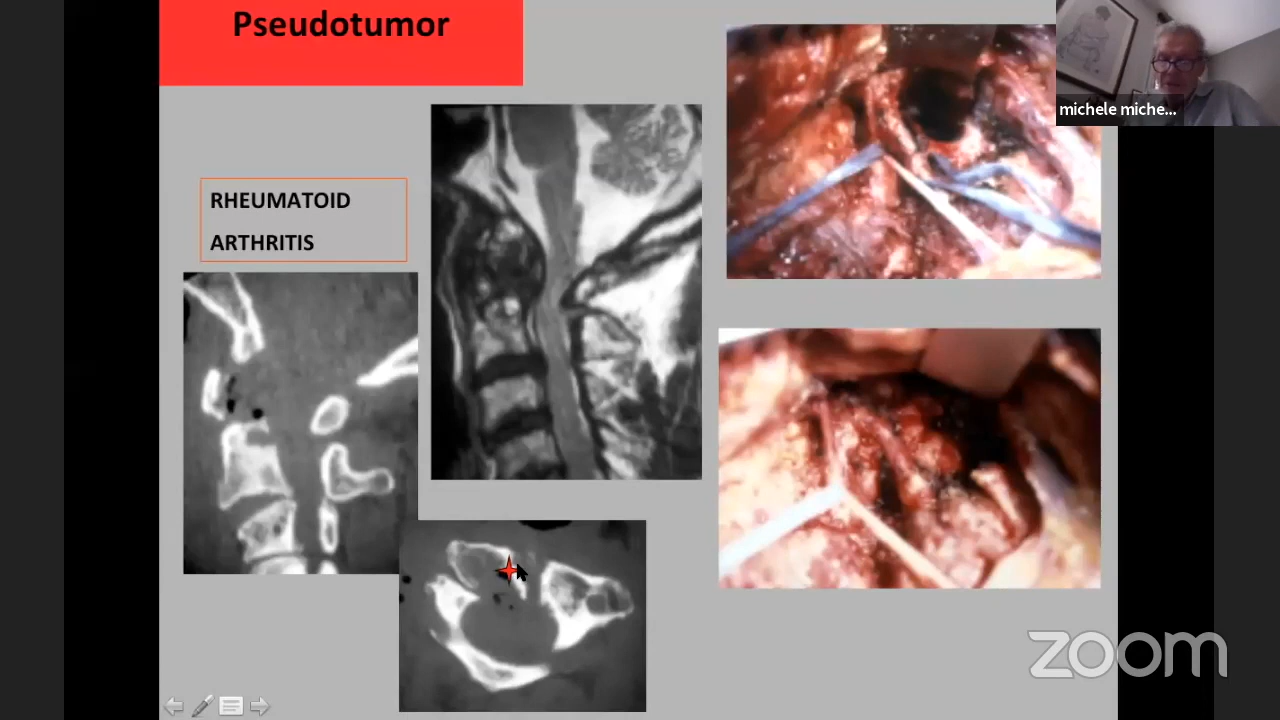 Pseudotumor
michele miche...
RHEUMATOID
ARTHRITIS
zoom